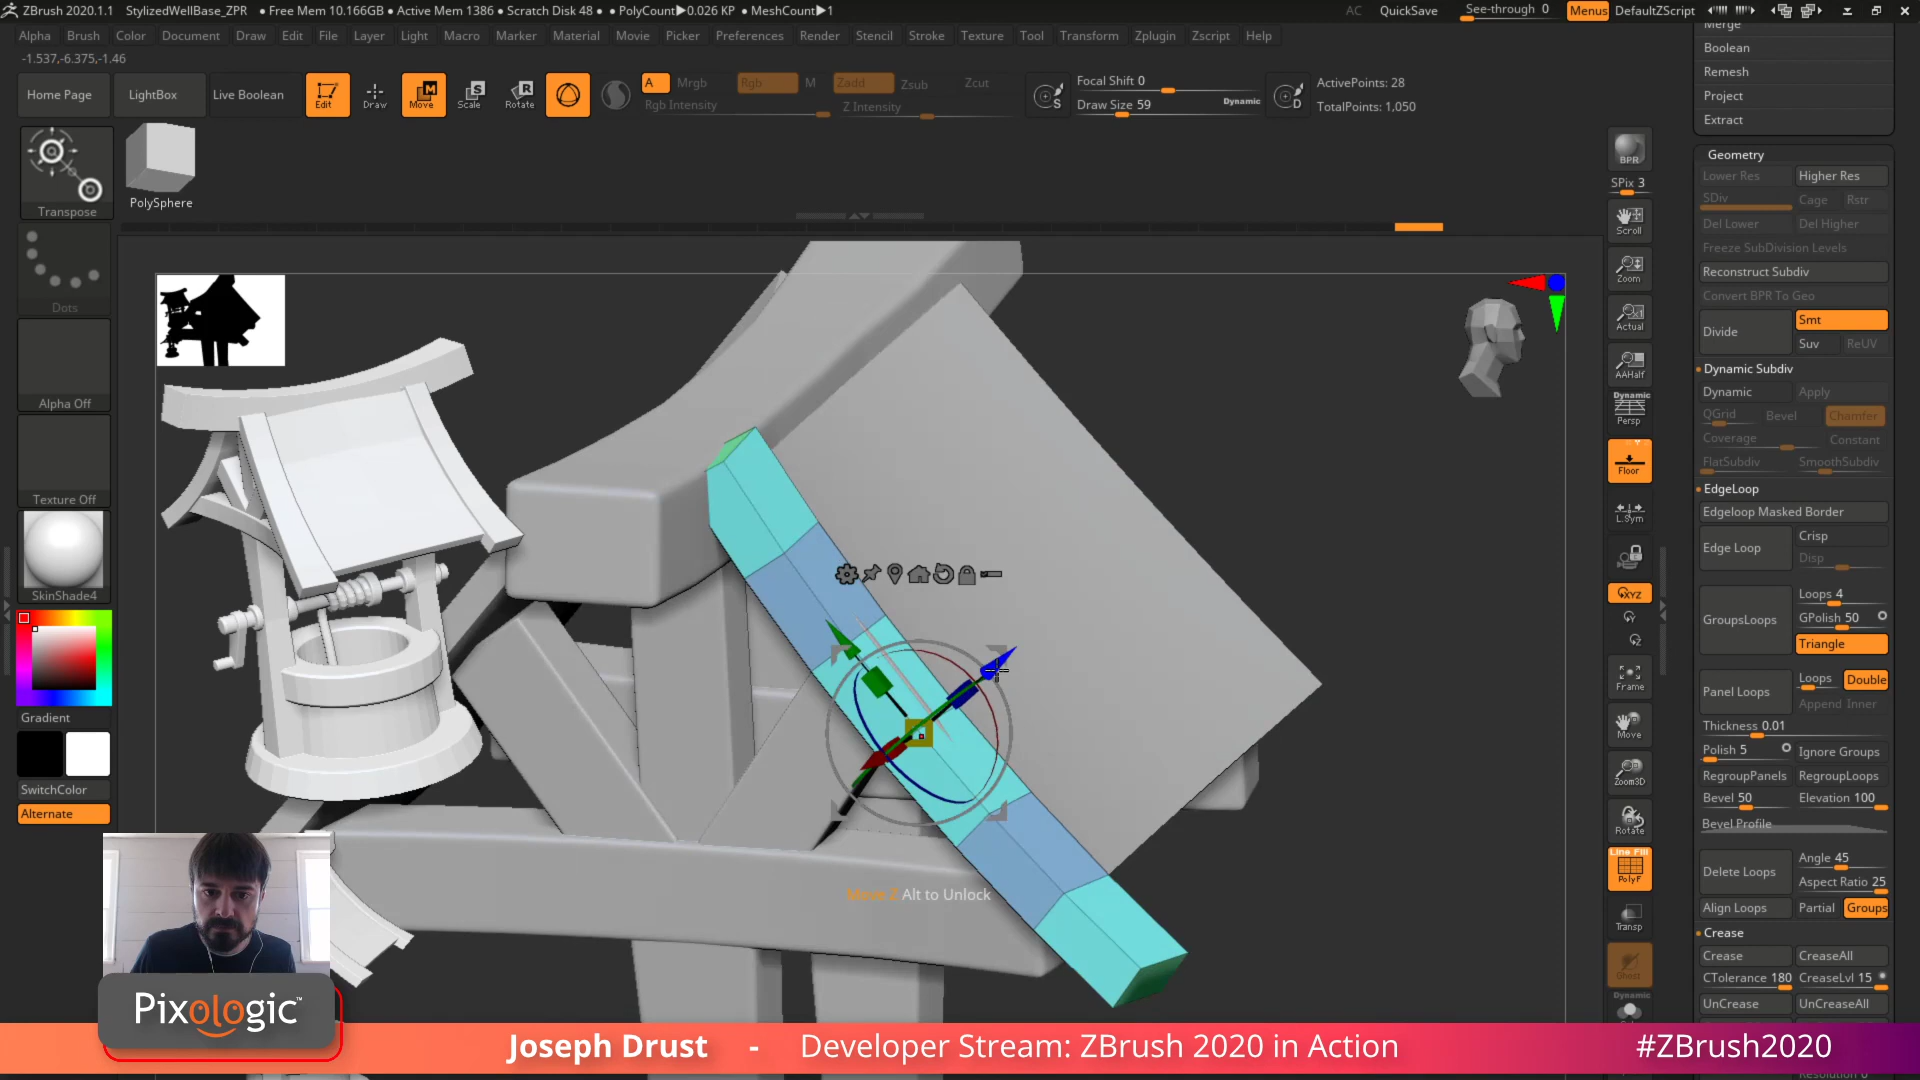 ZBrush 2020.1.1 StylizedWellBase_ZPR • Free Mem 10.166GB • Active Mem 1386 • Scratch Disk 48 • • PolyCount▶0.026 KP • MeshCount▶1 AC QuickSave See-through 0 Menus DefaultZScript
Alpha Brush Color Document Draw Edit File Layer Light Macro Marker Material Movie Picker Preferences Render Stencil Stroke Texture Tool Transform Zplugin Zscript Help
-1.537,-6.375,-1.46
Home Page LightBox Live Boolean Edit Draw Move Scale Rotate
A Mrgb Rgb M Zadd Zsub Zcut
Rgb Intensity Z Intensity
Focal Shift 0
Draw Size 59 Dynamic
ActivePoints: 28
TotalPoints: 1,050
Transpose
PolySphere
Dots
Alpha Off
Texture Off
SkinShade4
Gradient
SwitchColor
Alternate
Move Z Alt to Unlock
BPR
SPix 3
Scroll
Zoom
Actual
AAHalf
Dynamic
Persp
Floor
L.Sym
XYZ
Frame
Move
Zoom3D
Rotate
Line Fill
PolyF
Transp
Ghost
Dynamic
Merge
Boolean
Remesh
Project
Extract
Geometry
Lower Res Higher Res
SDiv Cage Rstr
Del Lower Del Higher
Freeze SubDivision Levels
Reconstruct Subdiv
Convert BPR To Geo
Divide Smt
Suv ReUV
Dynamic Subdiv
Dynamic Apply
QGrid Bevel Chamfer
Coverage Constant
FlatSubdiv SmoothSubdiv
EdgeLoop
Edgeloop Masked Border
Edge Loop Crisp
Disp
GroupsLoops Loops 4
GPolish 50
Triangle
Panel Loops Loops Double
Append Inner
Thickness 0.01
Polish 5 Ignore Groups
RegroupPanels RegroupLoops
Bevel 50 Elevation 100
Bevel Profile
Delete Loops Angle 45
Aspect Ratio 25
Align Loops Partial Groups
Crease
Crease CreaseAll
CTolerance 180 CreaseLvl 15
UnCrease UnCreaseAll
Pixologic™
Joseph Drust - Developer Stream: ZBrush 2020 in Action #ZBrush2020